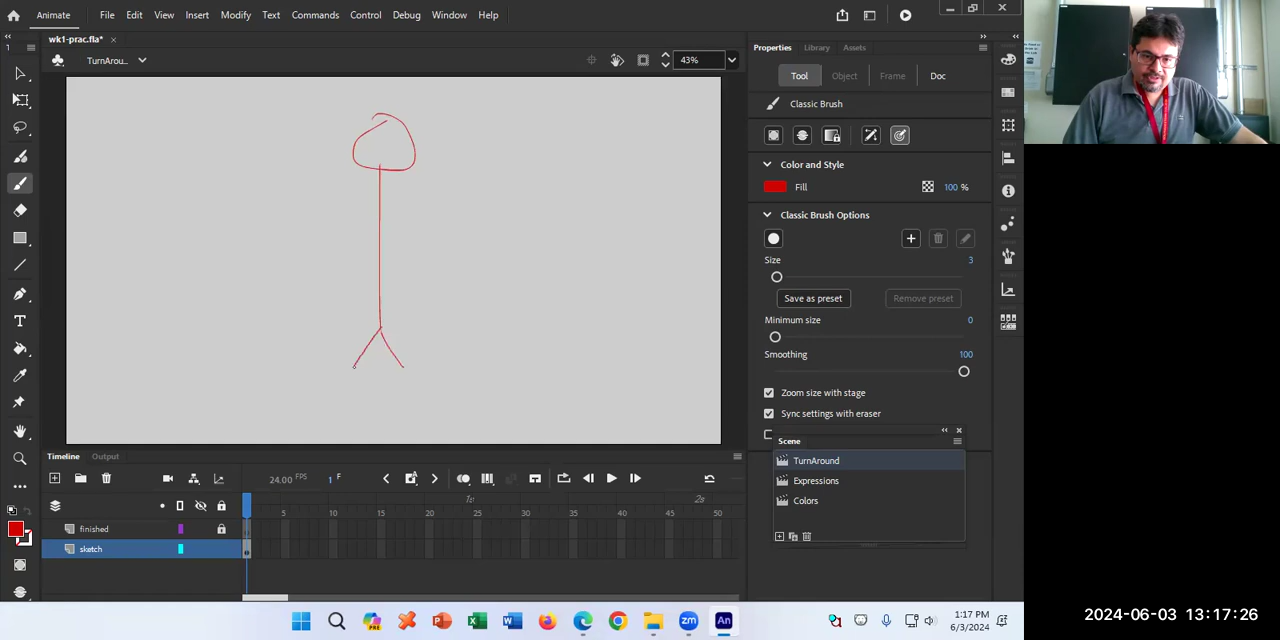 Animate
File Edit View Insert Modify Text Commands Control Debug Window Help
wk1-prac.fla*
1
TurnArou...
43%
Properties Library Assets
Tool Object Frame Doc
Classic Brush
Color and Style
Fill 100 %
Classic Brush Options
Size 3
Save as preset Remove preset
Minimum size 0
Smoothing 100
Zoom size with stage
Sync settings with eraser
Scene
TurnAround
Expressions
Colors
Timeline Output
24.00 FPS 1 F
1s 2s
5 10 15 20 25 30 35 40 45 50
finished
sketch
1:17 PM
6/3/2024
2024-06-03 13:17:26